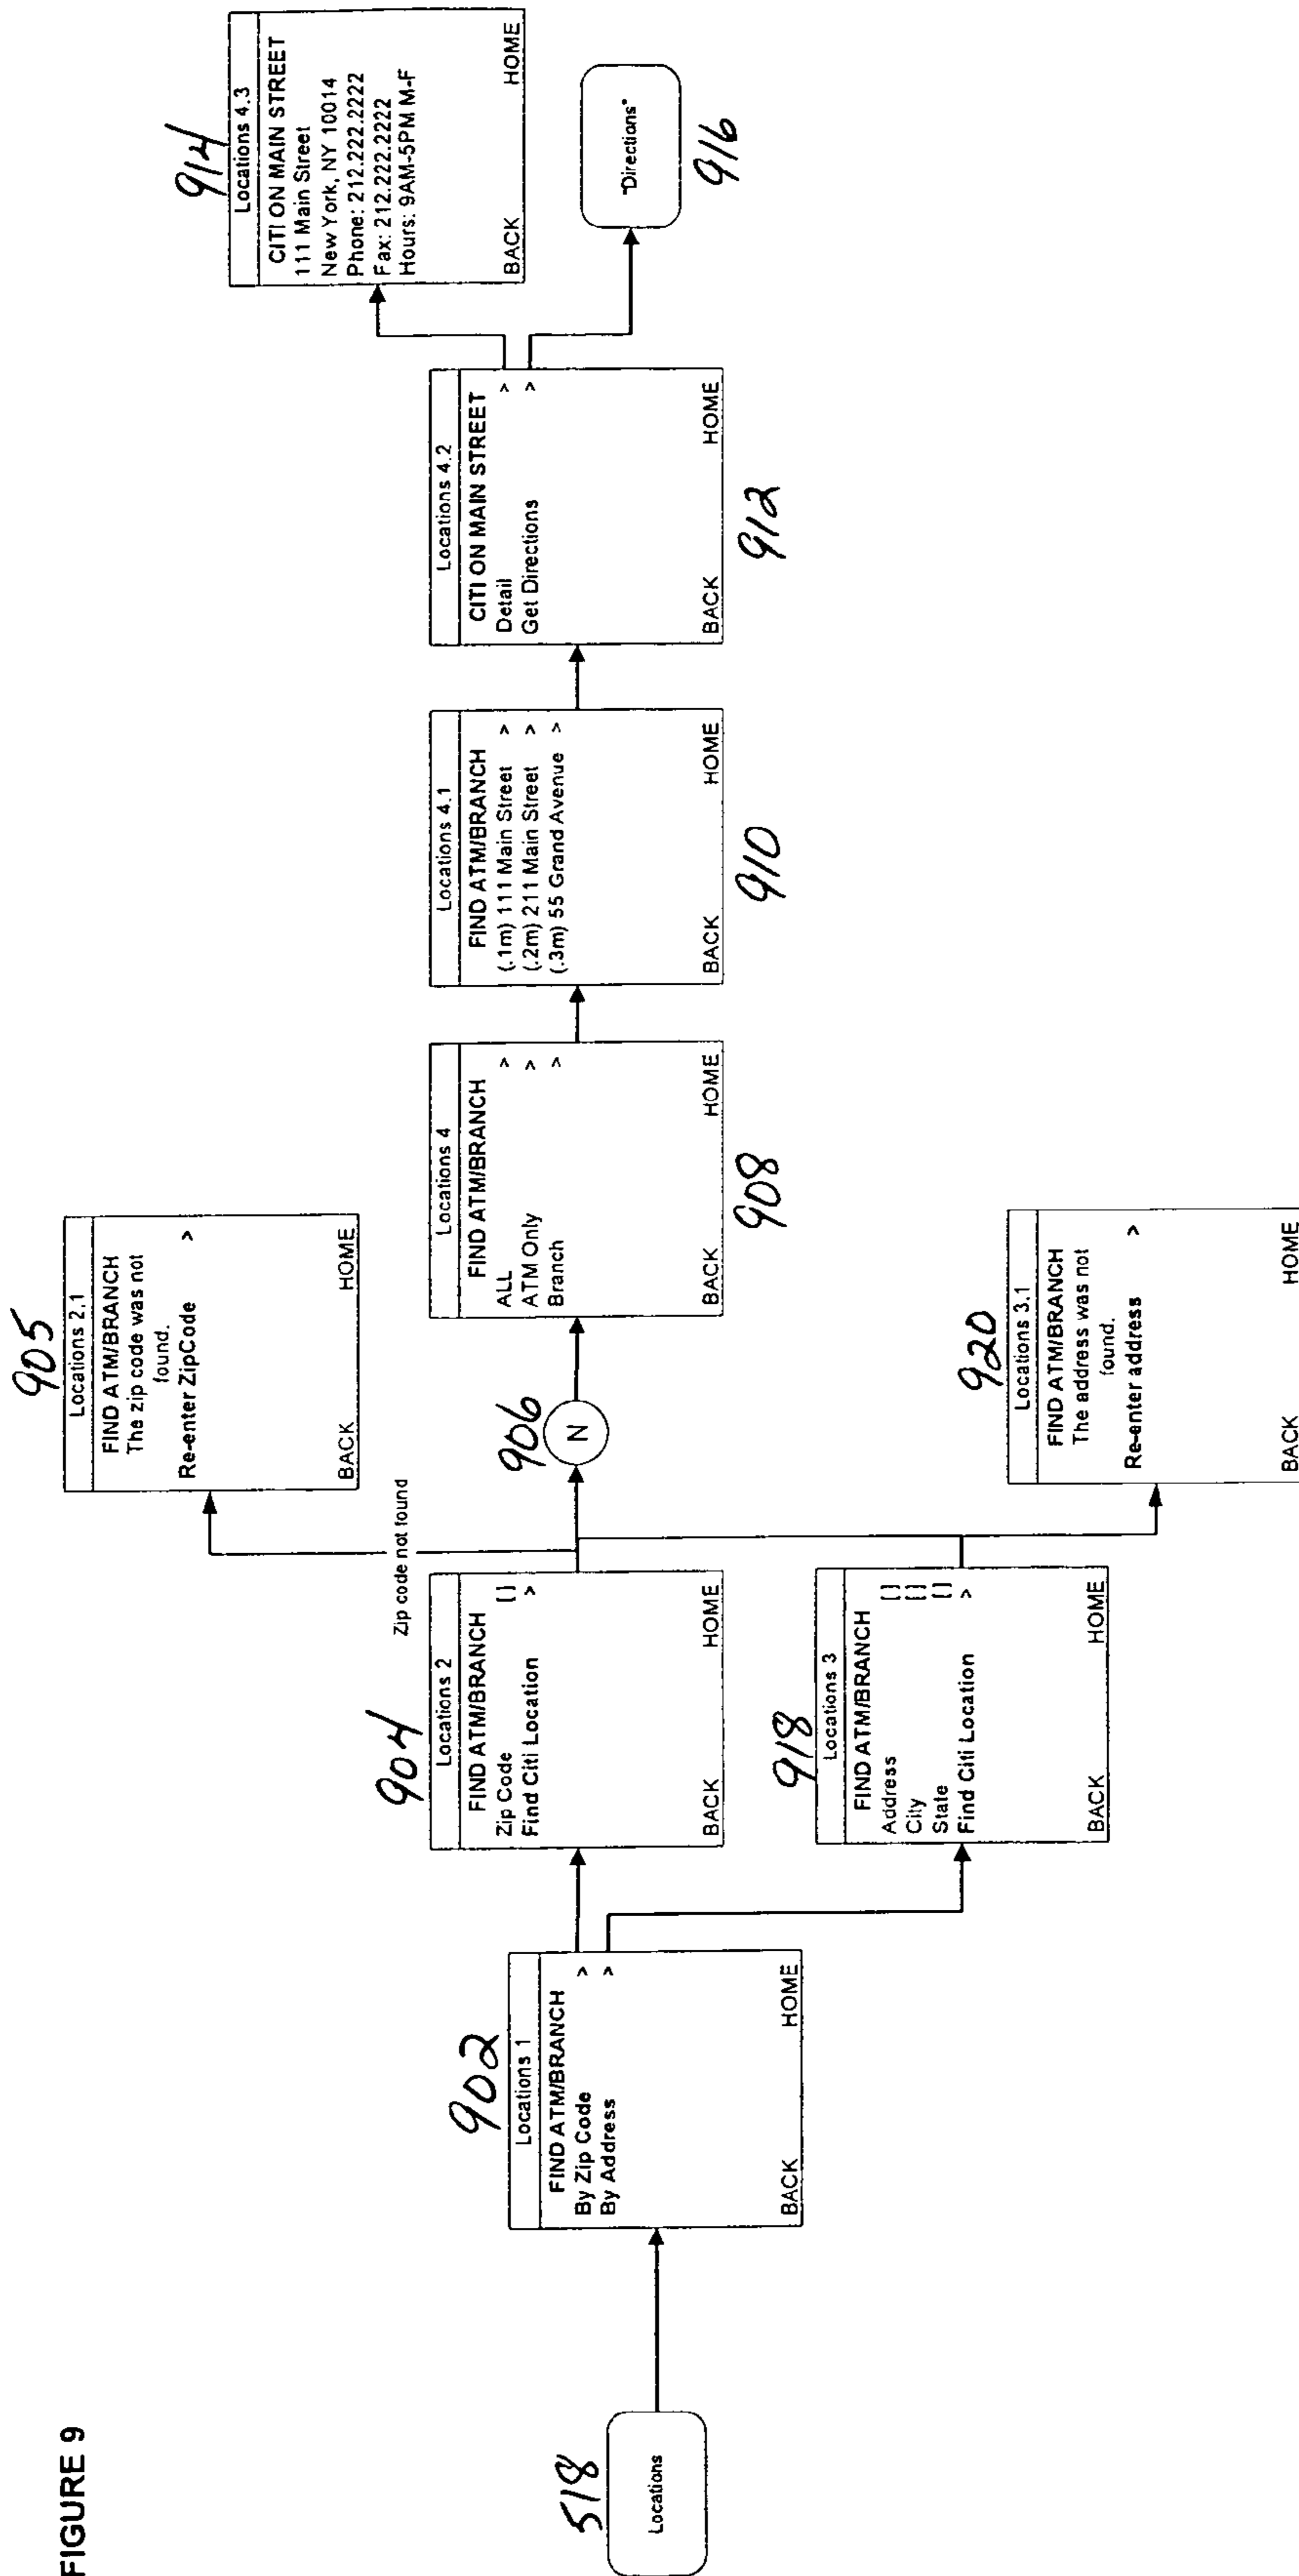 FIGURE 9
518
Locations
902
Locations 1
FIND ATM/BRANCH
By Zip Code >
By Address >
BACK HOME
904
Locations 2
FIND ATM/BRANCH
Zip Code [ ]
Find Citi Location >
BACK HOME
918
Locations 3
FIND ATM/BRANCH
Address [ ]
City [ ]
State [ ]
Find Citi Location >
BACK HOME
Zip code not found
905
Locations 2.1
FIND ATM/BRANCH
The zip code was not
found.
Re-enter ZipCode >
BACK HOME
906
N
920
Locations 3.1
FIND ATM/BRANCH
The address was not
found.
Re-enter address >
BACK HOME
Locations 4
FIND ATM/BRANCH
ALL >
ATM Only >
Branch >
BACK HOME
908
Locations 4.1
FIND ATM/BRANCH
(.1m) 111 Main Street >
(.2m) 211 Main Street >
(.3m) 55 Grand Avenue >
BACK HOME
910
Locations 4.2
CITI ON MAIN STREET
Detail >
Get Directions >
BACK HOME
912
914
Locations 4.3
CITI ON MAIN STREET
111 Main Street
New York, NY 10014
Phone: 212.222.2222
Fax: 212.222.2222
Hours: 9AM-5PM M-F
BACK HOME
"Directions"
916